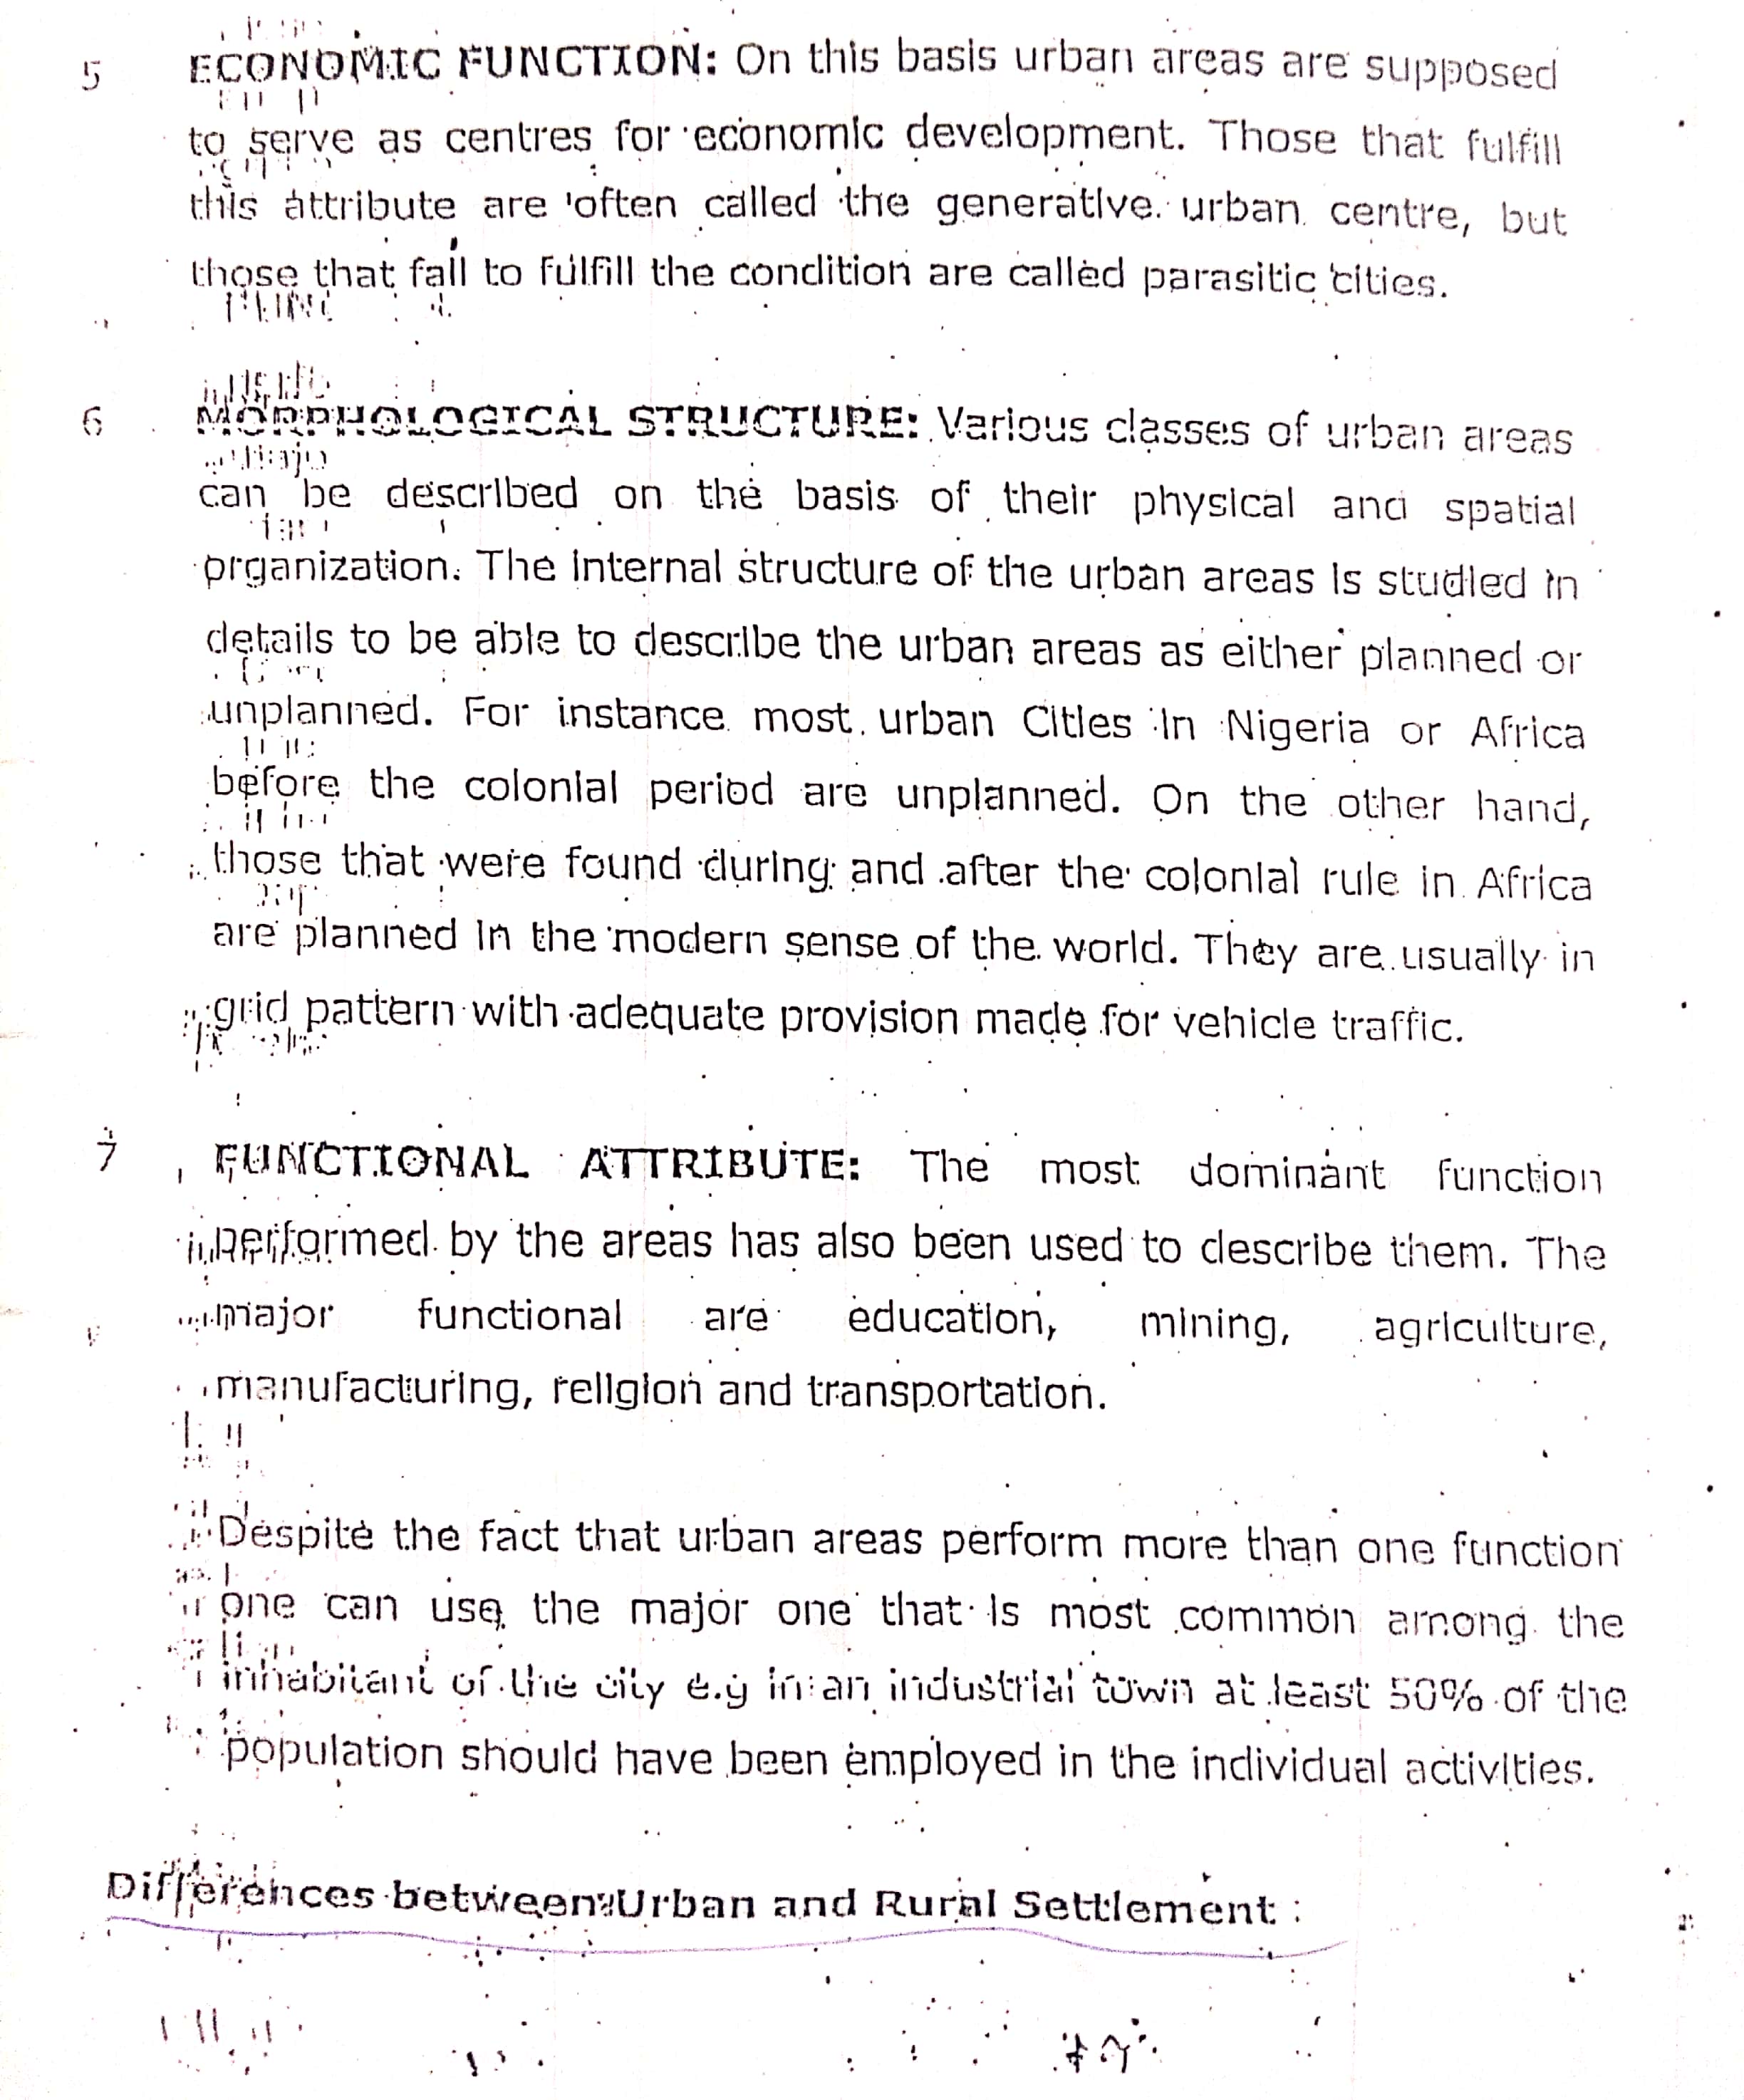 5 ECONOMIC FUNCTION: On this basis urban areas are supposed
to serve as centres for economic development. Those that fulfill
this attribute are often called the generative urban centre, but
those that fail to fulfill the condition are called parasitic cities.
6 MORPHOLOGICAL STRUCTURE: Various classes of urban areas
can be described on the basis of their physical and spatial
organization. The internal structure of the urban areas is studied in
details to be able to describe the urban areas as either planned or
unplanned. For instance most urban Cities in Nigeria or Africa
before the colonial period are unplanned. On the other hand,
those that were found during and after the colonial rule in Africa
are planned in the modern sense of the world. They are usually in
grid pattern with adequate provision made for vehicle traffic.
7 FUNCTIONAL ATTRIBUTE: The most dominant function
performed by the areas has also been used to describe them. The
major functional are education, mining, agriculture,
manufacturing, religion and transportation.
Despite the fact that urban areas perform more than one function
one can use the major one that is most common among the
inhabitant of the city e.g in an industrial town at least 50% of the
population should have been employed in the individual activities.
Differences between Urban and Rural Settlement :